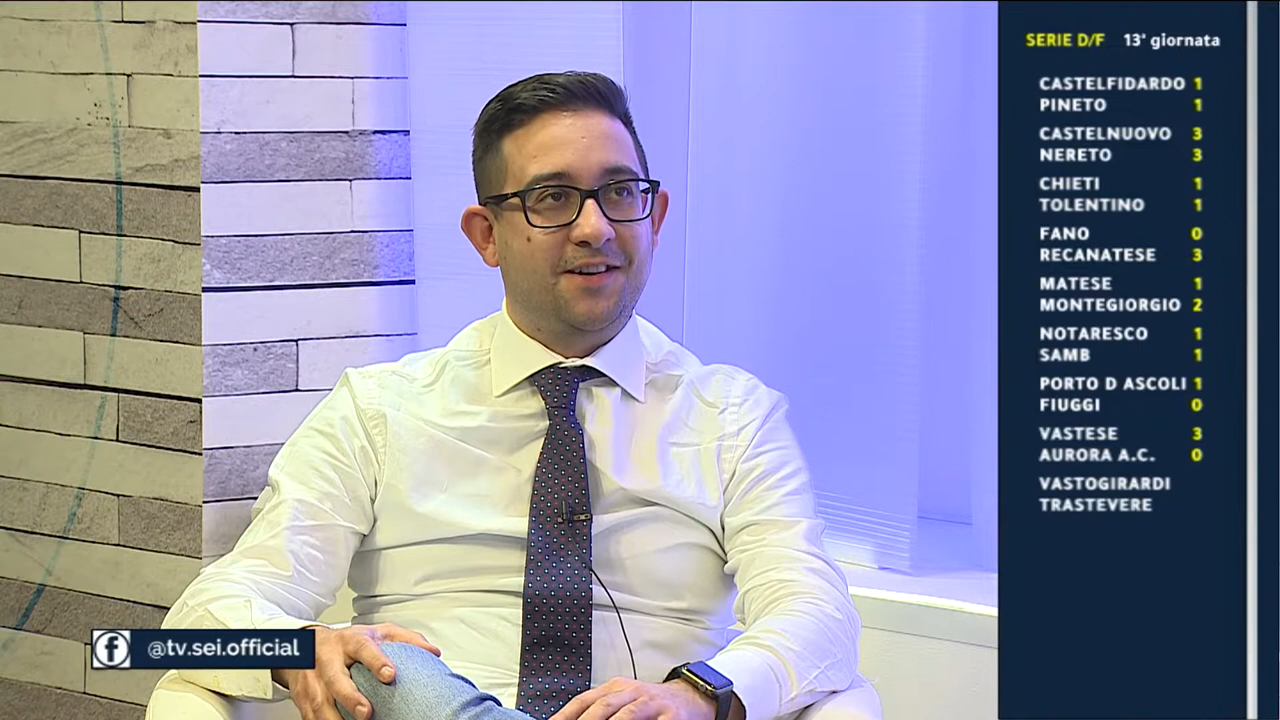 SERIE D/F 13ª giornata
CASTELFIDARDO 1
PINETO 1
CASTELNUOVO 3
NERETO 3
CHIETI 1
TOLENTINO 1
FANO 0
RECANATESE 3
MATESE 1
MONTEGIORGIO 2
NOTARESCO 1
SAMB 1
PORTO D ASCOLI 1
FIUGGI 0
VASTESE 3
AURORA A.C. 0
VASTOGIRARDI
TRASTEVERE
f @tv.sei.official